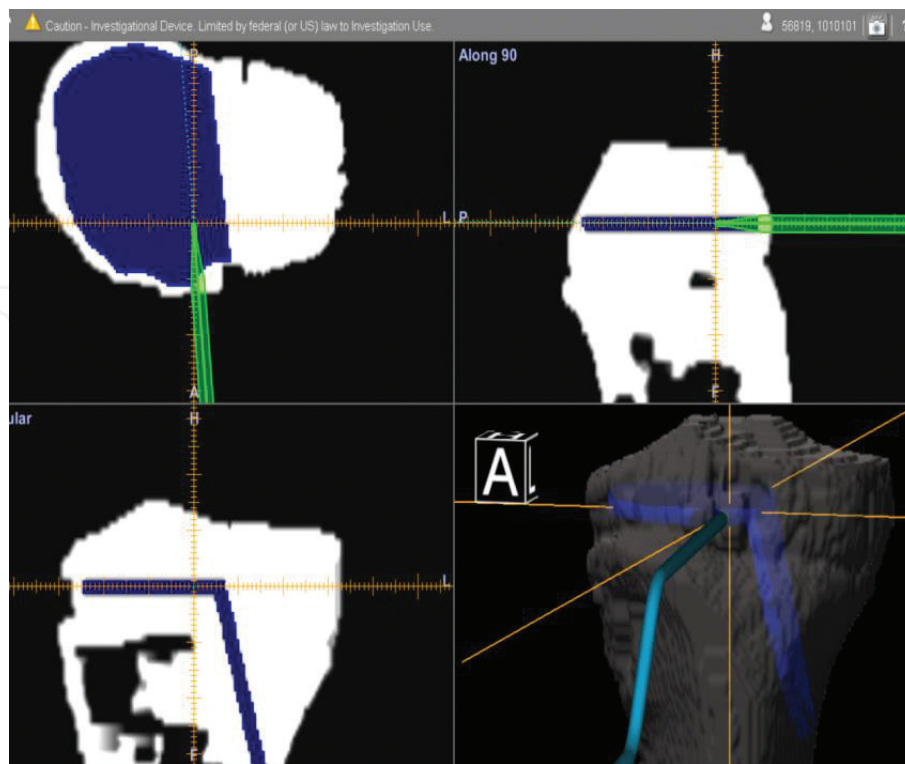 Caution - Investigational Device. Limited by federal (or US) law to Investigation Use.
56819, 1010101
P
L
A
Along 90
H
P
F
ular
H
L
F
A
H